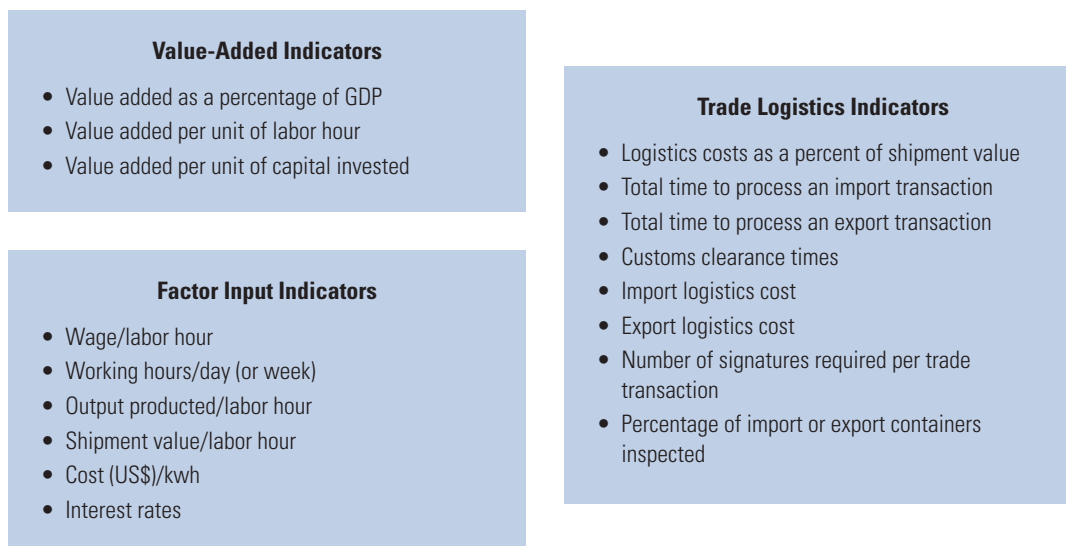 Value-Added Indicators
• Value added as a percentage of GDP
• Value added per unit of labor hour
• Value added per unit of capital invested
Factor Input Indicators
• Wage/labor hour
• Working hours/day (or week)
• Output producted/labor hour
• Shipment value/labor hour
• Cost (US$)/kwh
• Interest rates
Trade Logistics Indicators
• Logistics costs as a percent of shipment value
• Total time to process an import transaction
• Total time to process an export transaction
• Customs clearance times
• Import logistics cost
• Export logistics cost
• Number of signatures required per trade
transaction
• Percentage of import or export containers
inspected